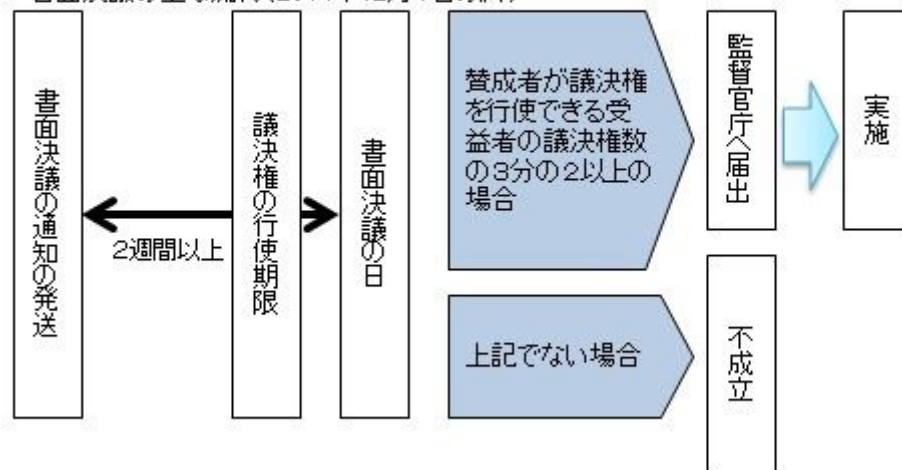 書面決議の通知の発送
2週間以上
議決権の行使期限
書面決議の日
賛成者が議決権
を行使できる受
益者の議決権数
の3分の2以上の
場合
監督官庁へ届出
実施
上記でない場合
不成立